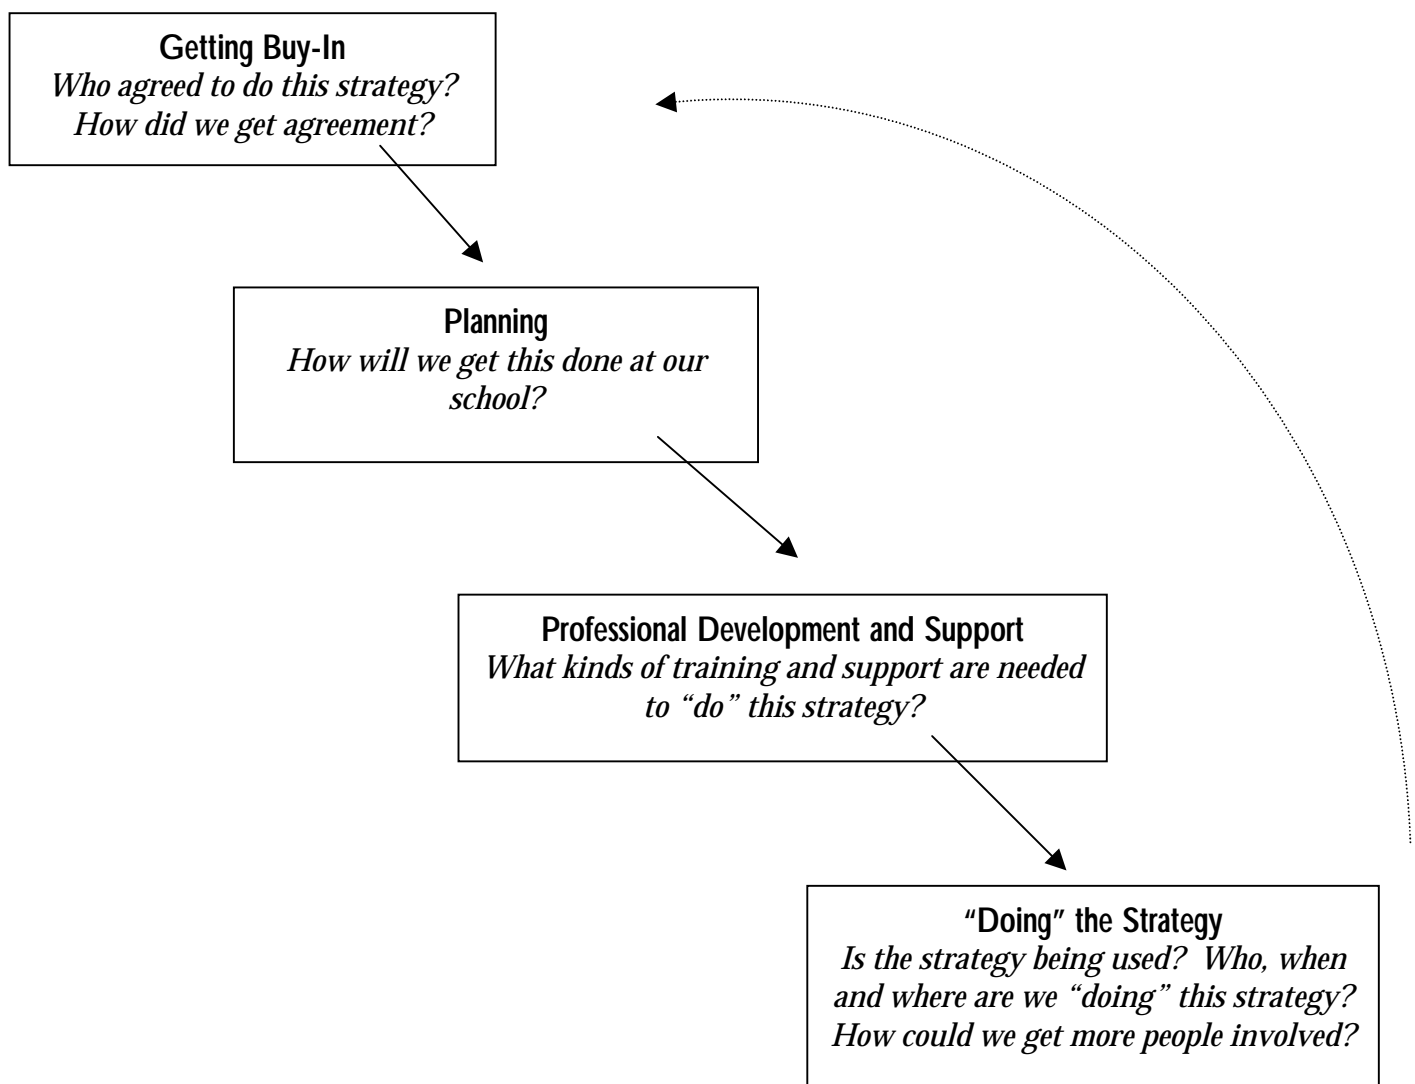 Getting Buy-In
Who agreed to do this strategy?
How did we get agreement?
Planning
How will we get this done at our
school?
Professional Development and Support
What kinds of training and support are needed
to “do” this strategy?
“Doing” the Strategy
Is the strategy being used?  Who, when
and where are we “doing” this strategy?
How could we get more people involved?